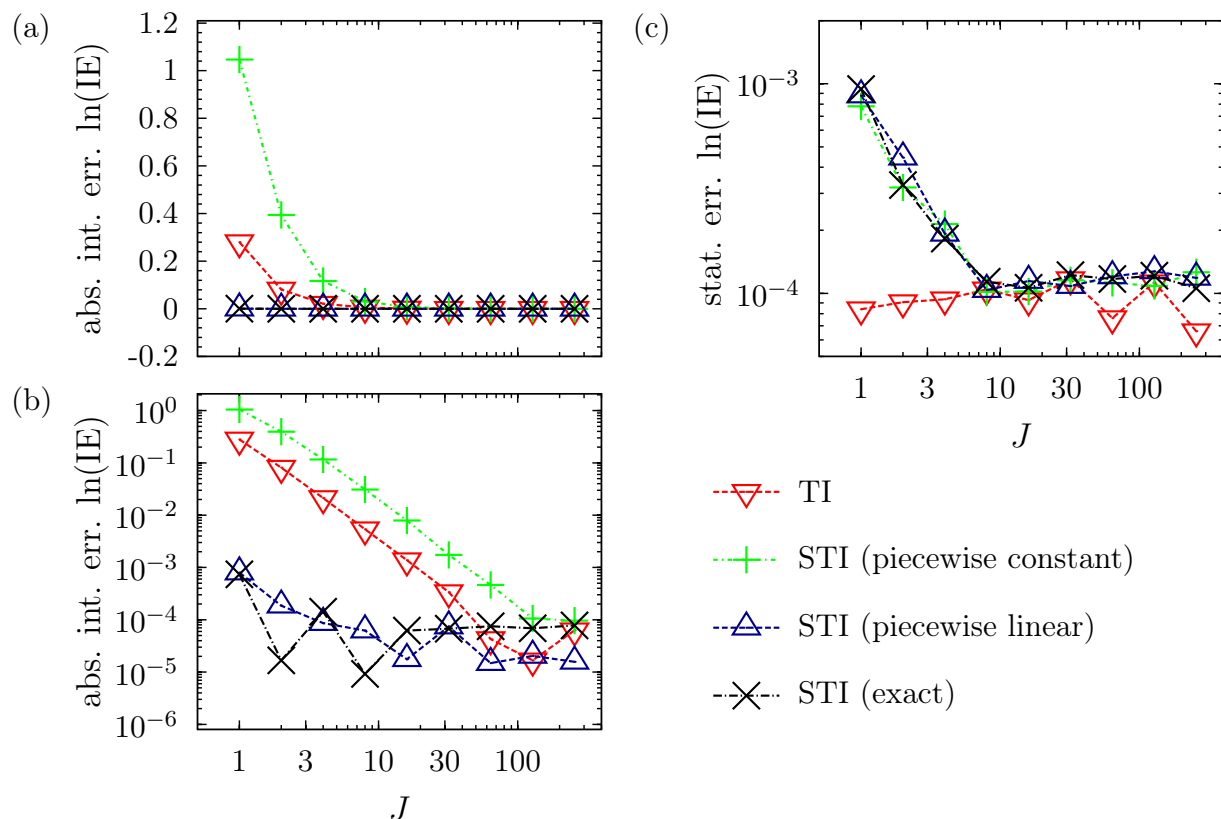 (a)
abs. int. err. ln(IE)
1.2
1
0.8
0.6
0.4
0.2
0
-0.2
(b)
abs. int. err. ln(IE)
10^0
10^-1
10^-2
10^-3
10^-4
10^-5
10^-6
1 3 10 30 100
J
(c)
stat. err. ln(IE)
10^-3
10^-4
1 3 10 30 100
J
TI
STI (piecewise constant)
STI (piecewise linear)
STI (exact)